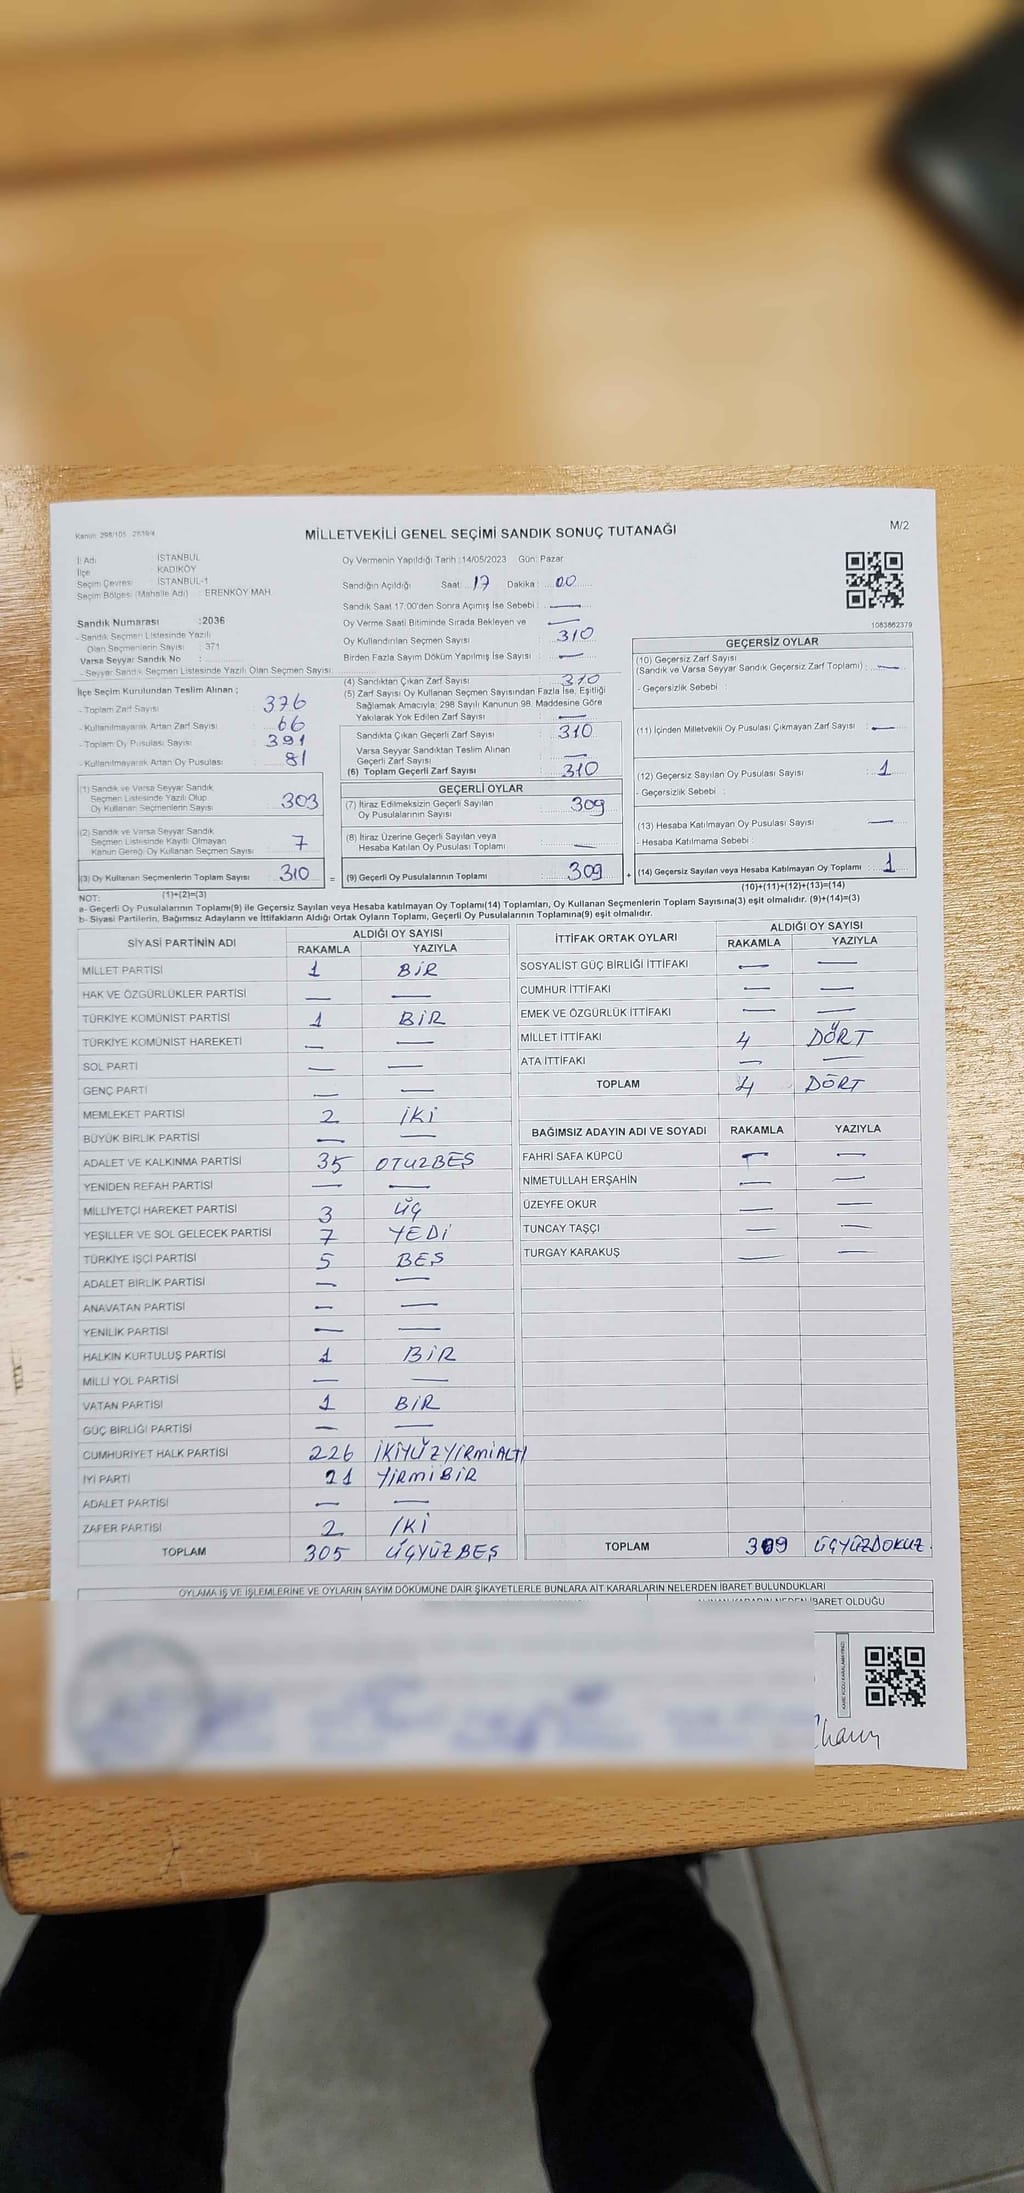 Kanun: 298/105 2839/4
MİLLETVEKİLİ GENEL SEÇİMİ SANDIK SONUÇ TUTANAĞI
M/2
İl Adı : İSTANBUL
İlçe : KADIKÖY
Seçim Çevresi : İSTANBUL-1
Seçim Bölgesi (Mahalle Adı) : ERENKÖY MAH.
Oy Vermenin Yapıldığı Tarih :14/05/2023 Gün: Pazar
Sandığın Açıldığı Saat: 17 Dakika : 00
Sandık Saat 17:00'den Sonra Açımış İse Sebebi : —
Oy Verme Saati Bitiminde Sırada Bekleyen ve —
Oy Kullandırılan Seçmen Sayısı 310
Birden Fazla Sayım Döküm Yapılmış İse Sayısı : —
1083662379
Sandık Numarası :2036
- Sandık Seçmen Listesinde Yazılı
Olan Seçmenlerin Sayısı : 371
Varsa Seyyar Sandık No :
- Seyyar Sandık Seçmen Listesinde Yazılı Olan Seçmen Sayısı:
İlçe Seçim Kurulundan Teslim Alınan ;
- Toplam Zarf Sayısı : 376
- Kullanılmayarak Artan Zarf Sayısı : 66
- Toplam Oy Pusulası Sayısı : 391
- Kullanılmayarak Artan Oy Pusulası : 81
(1) Sandık ve Varsa Seyyar Sandık
Seçmen Listesinde Yazılı Olup
Oy Kullanan Seçmenlerin Sayısı 303
(2) Sandık ve Varsa Seyyar Sandık
Seçmen Listesinde Kayıtlı Olmayan
Kanun Gereği Oy Kullanan Seçmen Sayısı 7
(3) Oy Kullanan Seçmenlerin Toplam Sayısı 310 =
(1)+(2)=(3)
(4) Sandıktan Çıkan Zarf Sayısı 310
(5) Zarf Sayısı Oy Kullanan Seçmen Sayısından Fazla İse, Eşitliği
Sağlamak Amacıyla; 298 Sayılı Kanunun 98. Maddesine Göre
Yakılarak Yok Edilen Zarf Sayısı : —
Sandıkta Çıkan Geçerli Zarf Sayısı : 310
Varsa Seyyar Sandıktan Teslim Alınan
Geçerli Zarf Sayısı : —
(6) Toplam Geçerli Zarf Sayısı : 310
GEÇERLİ OYLAR
(7) İtiraz Edilmeksizin Geçerli Sayılan
Oy Pusulalarının Sayısı : 309
(8) İtiraz Üzerine Geçerli Sayılan veya
Hesaba Katılan Oy Pusulası Toplamı : —
(9) Geçerli Oy Pusulalarının Toplamı : 309 +
GEÇERSİZ OYLAR
(10) Geçersiz Zarf Sayısı
(Sandık ve Varsa Seyyar Sandık Geçersiz Zarf Toplamı) : —
- Geçersizlik Sebebi :
(11) İçinden Milletvekili Oy Pusulası Çıkmayan Zarf Sayısı : —
(12) Geçersiz Sayılan Oy Pusulası Sayısı : 1
- Geçersizlik Sebebi :
(13) Hesaba Katılmayan Oy Pusulası Sayısı : —
- Hesaba Katılmama Sebebi :
(14) Geçersiz Sayılan veya Hesaba Katılmayan Oy Toplamı : 1
(10)+(11)+(12)+(13)=(14)
NOT:
a- Geçerli Oy Pusulalarının Toplamı(9) ile Geçersiz Sayılan veya Hesaba katılmayan Oy Toplamı(14) Toplamları, Oy Kullanan Seçmenlerin Toplam Sayısına(3) eşit olmalıdır. (9)+(14)=(3)
b- Siyasi Partilerin, Bağımsız Adayların ve İttifakların Aldığı Ortak Oyların Toplamı, Geçerli Oy Pusulalarının Toplamına(9) eşit olmalıdır.
SİYASİ PARTİNİN ADI ALDIĞI OY SAYISI
RAKAMLA YAZIYLA
MİLLET PARTİSİ 1 BİR
HAK VE ÖZGÜRLÜKLER PARTİSİ — —
TÜRKİYE KOMÜNİST PARTİSİ 1 BİR
TÜRKİYE KOMÜNİST HAREKETİ — —
SOL PARTİ — —
GENÇ PARTİ — —
MEMLEKET PARTİSİ 2 İKİ
BÜYÜK BİRLİK PARTİSİ — —
ADALET VE KALKINMA PARTİSİ 35 OTUZBEŞ
YENİDEN REFAH PARTİSİ — —
MİLLİYETÇİ HAREKET PARTİSİ 3 ÜÇ
YEŞİLLER VE SOL GELECEK PARTİSİ 7 YEDİ
TÜRKİYE İŞÇİ PARTİSİ 5 BEŞ
ADALET BİRLİK PARTİSİ — —
ANAVATAN PARTİSİ — —
YENİLİK PARTİSİ — —
HALKIN KURTULUŞ PARTİSİ 1 BİR
MİLLİ YOL PARTİSİ — —
VATAN PARTİSİ 1 BİR
GÜÇ BİRLİĞİ PARTİSİ — —
CUMHURİYET HALK PARTİSİ 226 İKİYÜZYİRMİALTI
İYİ PARTİ 21 YİRMİBİR
ADALET PARTİSİ — —
ZAFER PARTİSİ 2 İKİ
TOPLAM 305 ÜÇYÜZBEŞ
İTTİFAK ORTAK OYLARI ALDIĞI OY SAYISI
RAKAMLA YAZIYLA
SOSYALİST GÜÇ BİRLİĞİ İTTİFAKI — —
CUMHUR İTTİFAKI — —
EMEK VE ÖZGÜRLÜK İTTİFAKI — —
MİLLET İTTİFAKI 4 DÖRT
ATA İTTİFAKI — —
TOPLAM 4 DÖRT
BAĞIMSIZ ADAYIN ADI VE SOYADI RAKAMLA YAZIYLA
FAHRİ SAFA KÜPCÜ — —
NİMETULLAH ERŞAHİN — —
ÜZEYFE OKUR — —
TUNCAY TAŞÇI — —
TURGAY KARAKUŞ — —
TOPLAM 309 ÜÇYÜZDOKUZ
OYLAMA İŞ VE İŞLEMLERİNE VE OYLARIN SAYIM DÖKÜMÜNE DAİR ŞİKAYETLERLE BUNLARA AİT KARARLARIN NELERDEN İBARET BULUNDUKLARI
ALINAN KARARIN NEDEN İBARET OLDUĞU